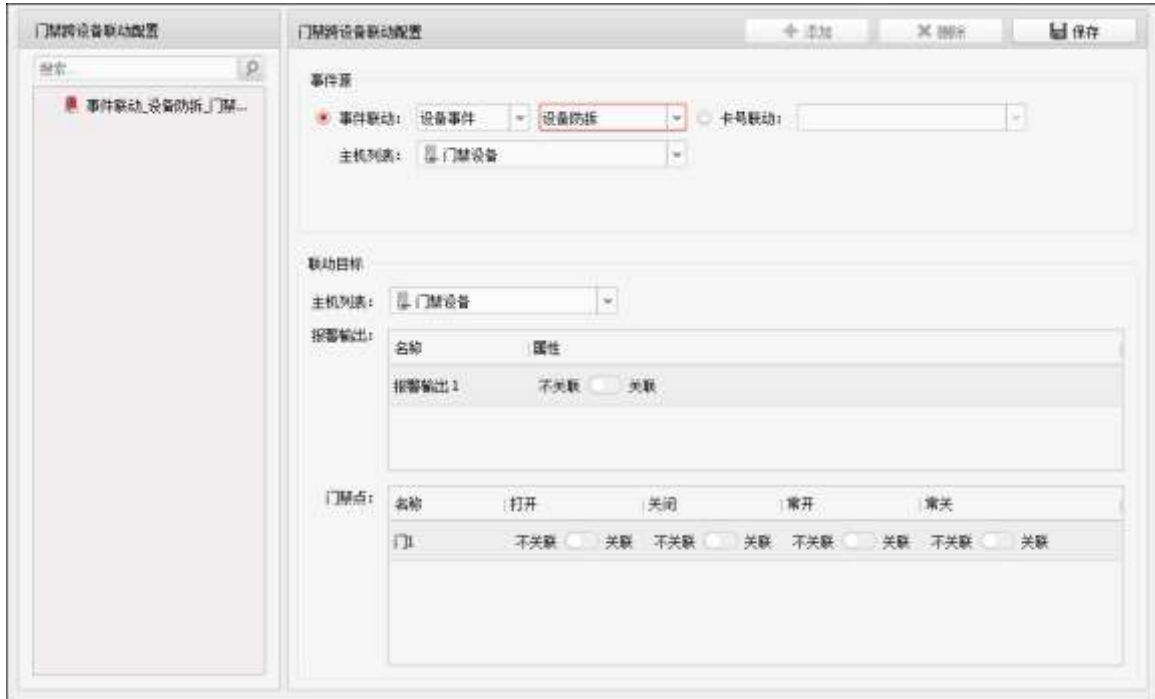 门禁跨设备联动配置
搜索...
事件联动_设备防拆_门禁...
门禁跨设备联动配置
添加 删除 保存
事件源
事件联动： 设备事件 设备防拆 卡号联动：
主机列表： 门禁设备
联动目标
主机列表： 门禁设备
报警输出：
名称 属性
报警输出1 不关联 关联
门禁点：
名称 打开 关闭 常开 常关
门1 不关联 关联 不关联 关联 不关联 关联 不关联 关联